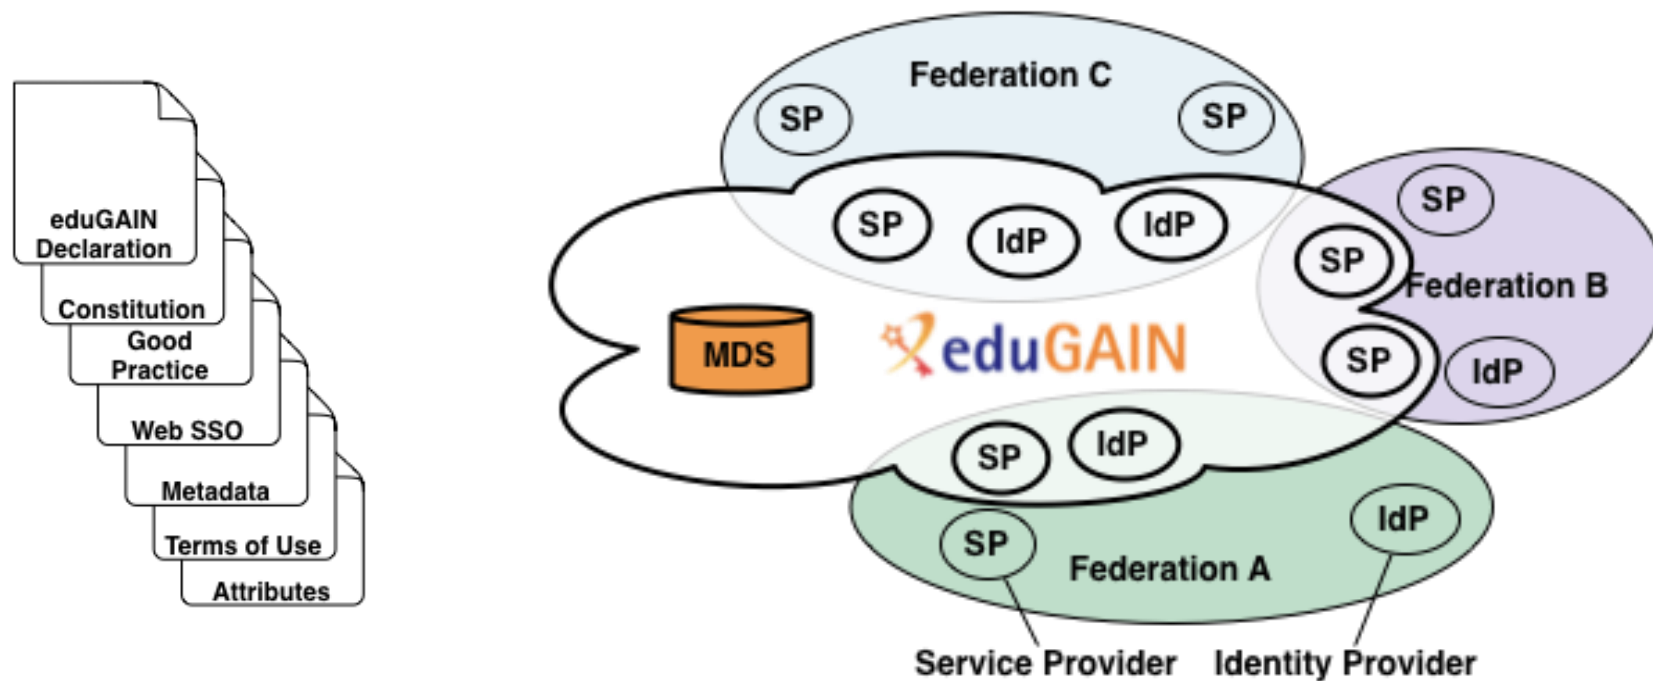 eduGAIN
Declaration
Constitution
Good
Practice
Web SSO
Metadata
Terms of Use
Attributes
Federation C
SP
SP
SP
IdP
IdP
SP
SP
Federation B
SP
IdP
MDS
eduGAIN
SP
SP
IdP
SP
IdP
Federation A
Service Provider
Identity Provider